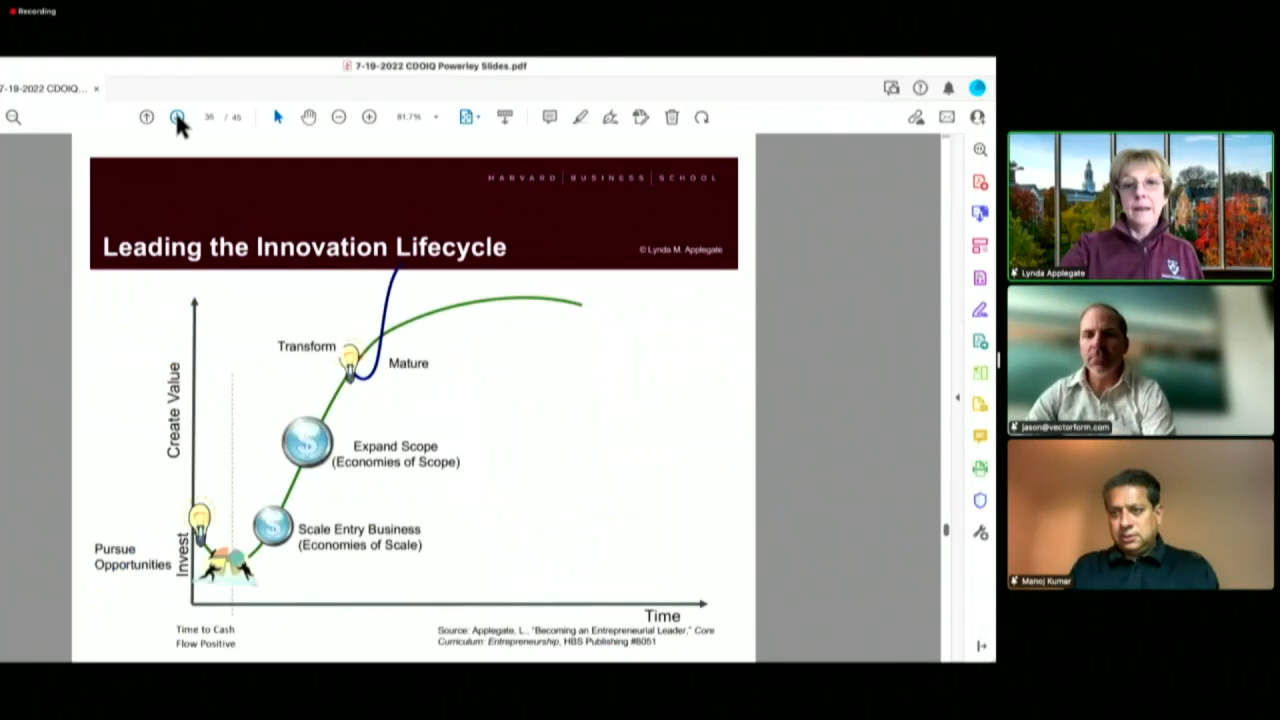 Recording
7-19-2022 CDOIQ Powerley Slides.pdf
7-19-2022 CDOIQ... ×
36 / 45
81.7%
HARVARD BUSINESS SCHOOL
Leading the Innovation Lifecycle
© Lynda M. Applegate
Create Value
Invest
Transform
Mature
Expand Scope
(Economies of Scope)
Scale Entry Business
(Economies of Scale)
Pursue
Opportunities
Time
Time to Cash
Flow Positive
Source: Applegate, L., "Becoming an Entrepreneurial Leader," Core
Curriculum: Entrepreneurship, HBS Publishing #8051
Lynda Applegate
jason@vectorform.com
Manoj Kumar